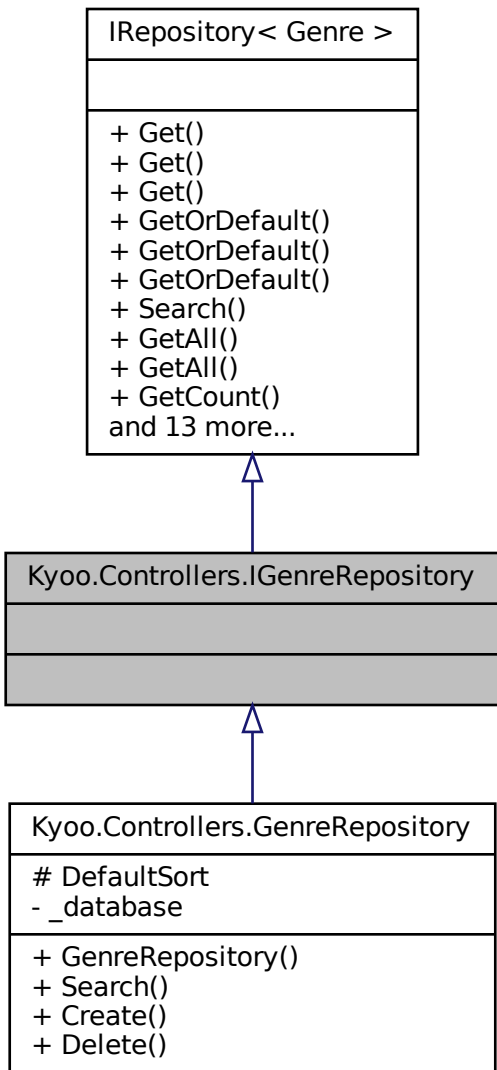 IRepository< Genre >
+ Get()
+ Get()
+ Get()
+ GetOrDefault()
+ GetOrDefault()
+ GetOrDefault()
+ Search()
+ GetAll()
+ GetAll()
+ GetCount()
and 13 more...
Kyoo.Controllers.IGenreRepository
Kyoo.Controllers.GenreRepository
# DefaultSort
- _database
+ GenreRepository()
+ Search()
+ Create()
+ Delete()